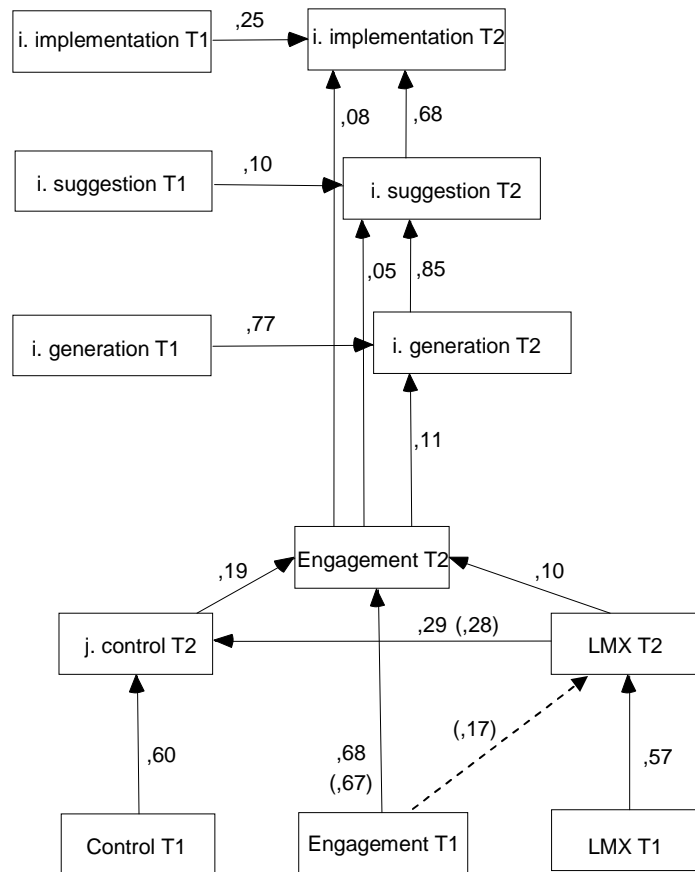 i. implementation T1
,25
i. implementation T2
,08
,68
i. suggestion T1
,10
i. suggestion T2
,05
,85
i. generation T1
,77
i. generation T2
,11
Engagement T2
,19
,10
j. control T2
,29 (,28)
LMX T2
,60
,68
(,67)
(,17)
,57
Control T1
Engagement T1
LMX T1